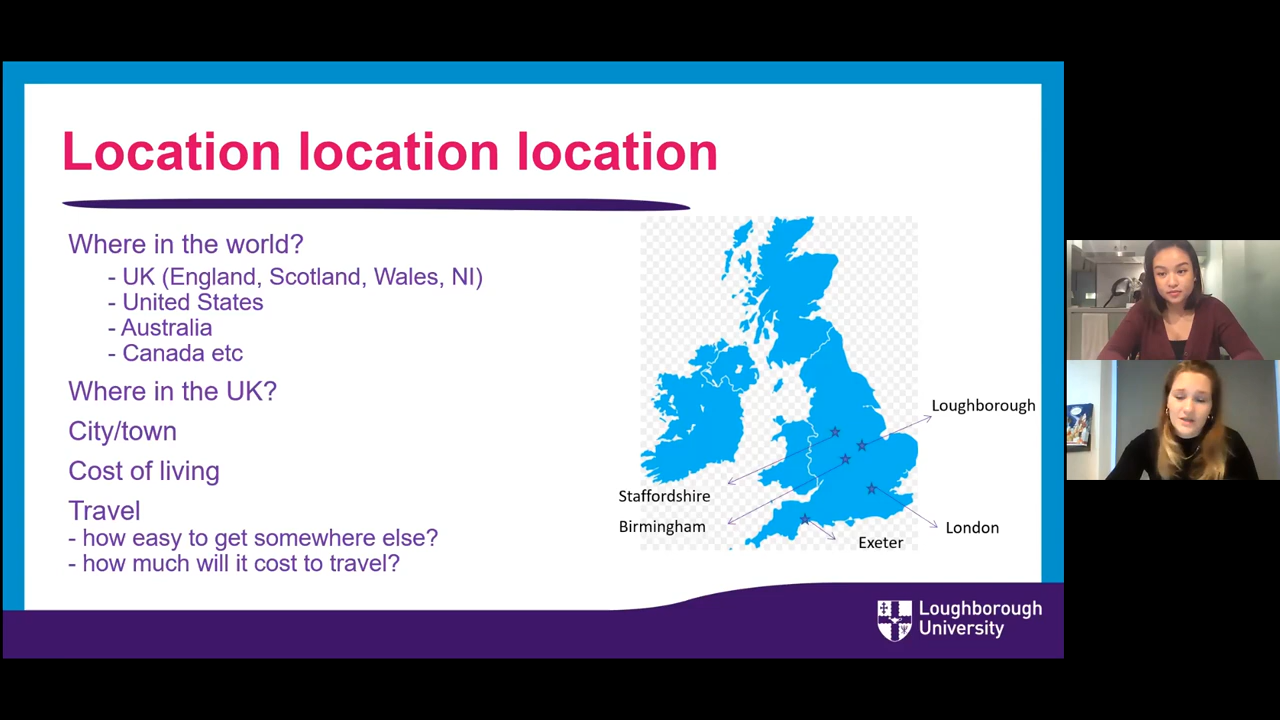 Location location location
Where in the world?
- UK (England, Scotland, Wales, NI)
- United States
- Australia
- Canada etc
Where in the UK?
City/town
Cost of living
Travel
- how easy to get somewhere else?
- how much will it cost to travel?
Loughborough
Staffordshire
Birmingham
London
Exeter
Loughborough
University